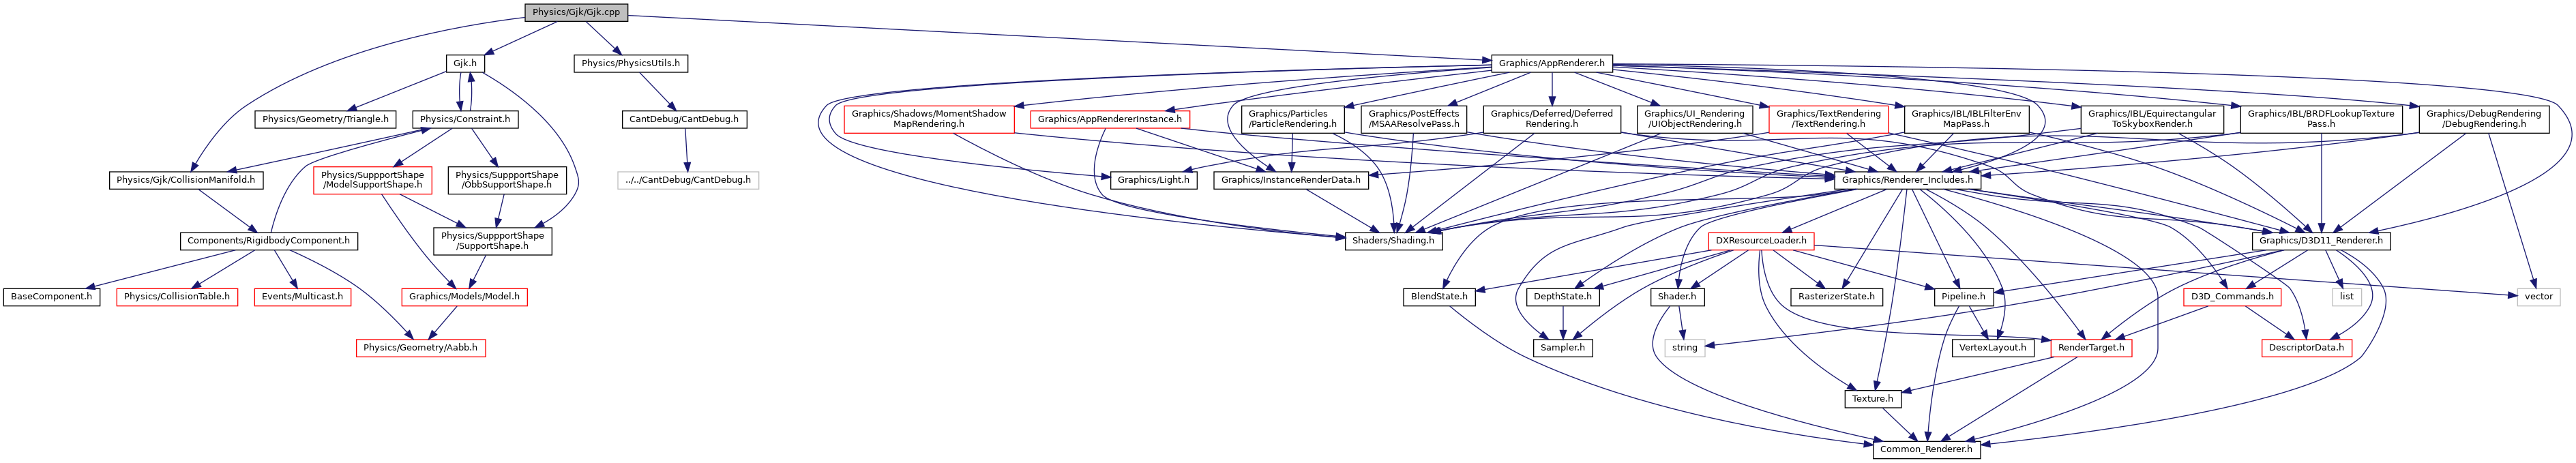 Physics/Gjk/Gjk.cpp
Gjk.h
Physics/PhysicsUtils.h
Graphics/AppRenderer.h
Physics/Geometry/Triangle.h
Physics/Constraint.h
CantDebug/CantDebug.h
Graphics/Shadows/MomentShadow
MapRendering.h
Graphics/AppRendererInstance.h
Graphics/Particles
/ParticleRendering.h
Graphics/PostEffects
/MSAAResolvePass.h
Graphics/Deferred/Deferred
Rendering.h
Graphics/UI_Rendering
/UIObjectRendering.h
Graphics/TextRendering
/TextRendering.h
Graphics/IBL/IBLFilterEnv
MapPass.h
Graphics/IBL/Equirectangular
ToSkyboxRender.h
Graphics/IBL/BRDFLookupTexture
Pass.h
Graphics/DebugRendering
/DebugRendering.h
Physics/Gjk/CollisionManifold.h
Physics/SuppportShape
/ModelSupportShape.h
Physics/SuppportShape
/ObbSupportShape.h
../../CantDebug/CantDebug.h
Graphics/Light.h
Graphics/InstanceRenderData.h
Graphics/Renderer_Includes.h
Components/RigidbodyComponent.h
Physics/SuppportShape
/SupportShape.h
Shaders/Shading.h
DXResourceLoader.h
Graphics/D3D11_Renderer.h
BaseComponent.h
Physics/CollisionTable.h
Events/Multicast.h
Graphics/Models/Model.h
BlendState.h
DepthState.h
Shader.h
RasterizerState.h
Pipeline.h
D3D_Commands.h
list
vector
Physics/Geometry/Aabb.h
Sampler.h
string
VertexLayout.h
RenderTarget.h
DescriptorData.h
Texture.h
Common_Renderer.h